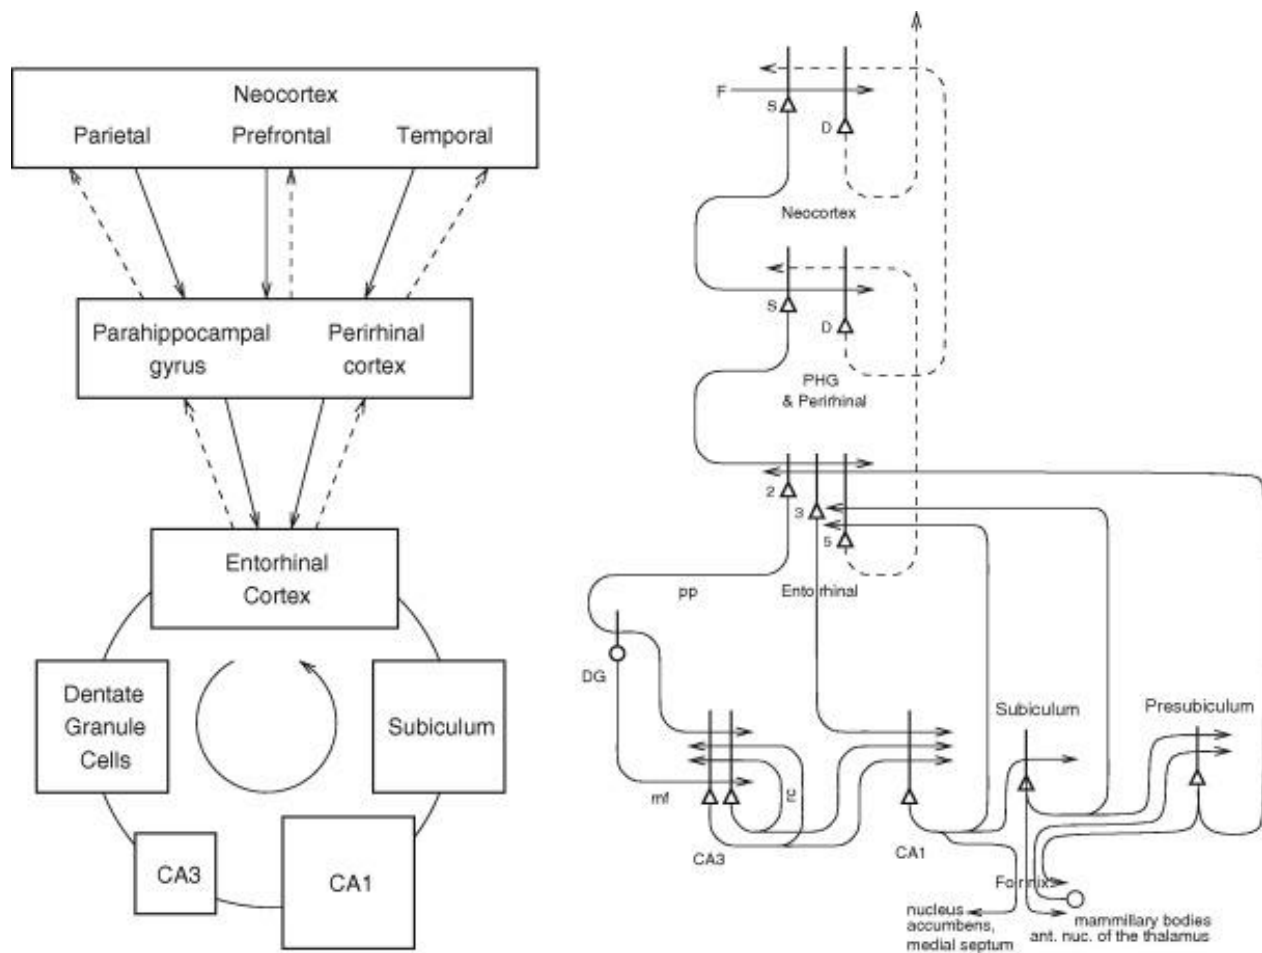 Neocortex
Parietal Prefrontal Temporal
Parahippocampal
gyrus
Perirhinal
cortex
Entorhinal
Cortex
Dentate
Granule
Cells
Subiculum
CA3
CA1
F
S
D
Neocortex
S
D
PHG
& Perirhinal
2
3
5
pp
Entorhinal
DG
Subiculum
Presubiculum
mf
rc
CA3
CA1
Fornix
nucleus
accumbens,
medial septum
mammillary bodies
ant. nuc. of the thalamus